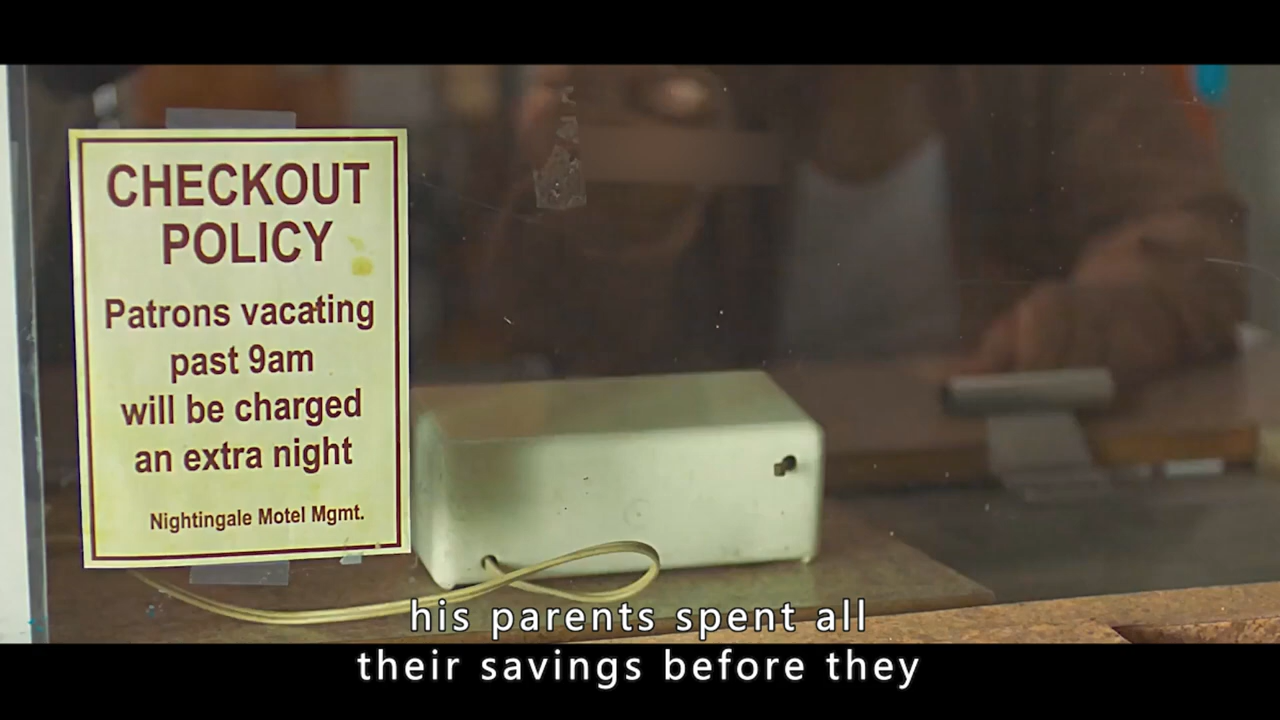 CHECKOUT
POLICY
Patrons vacating
past 9am
will be charged
an extra night
Nightingale Motel Mgmt.
his parents spent all
their savings before they